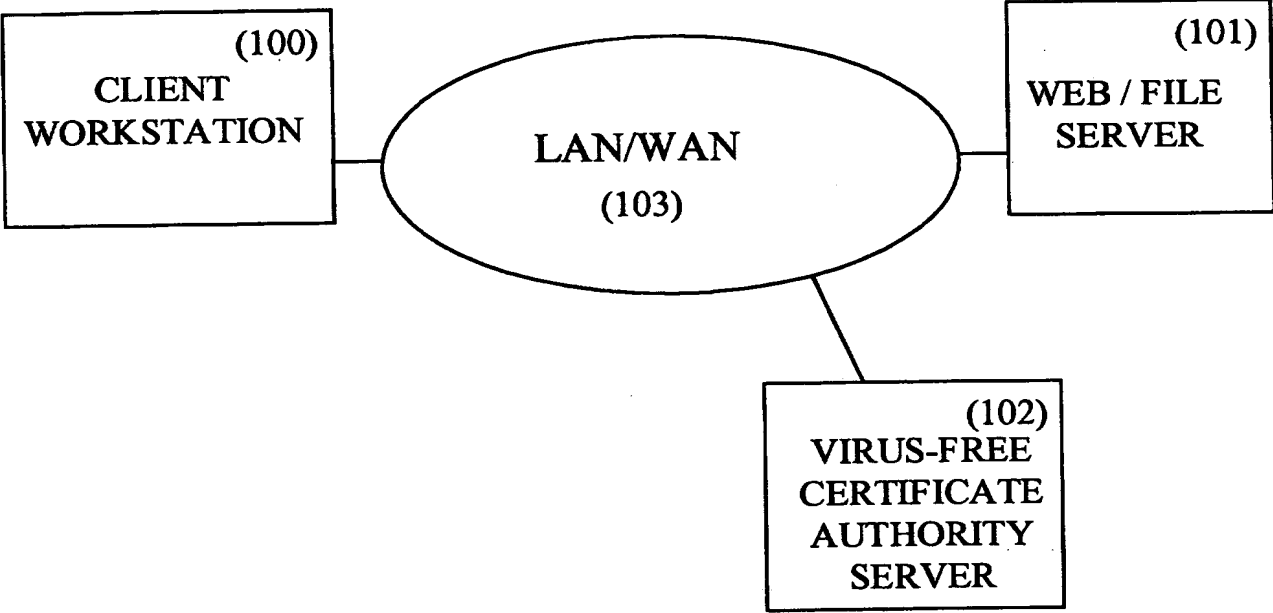 (100)
CLIENT
WORKSTATION
LAN/WAN
(103)
(101)
WEB / FILE
SERVER
(102)
VIRUS-FREE
CERTIFICATE
AUTHORITY
SERVER